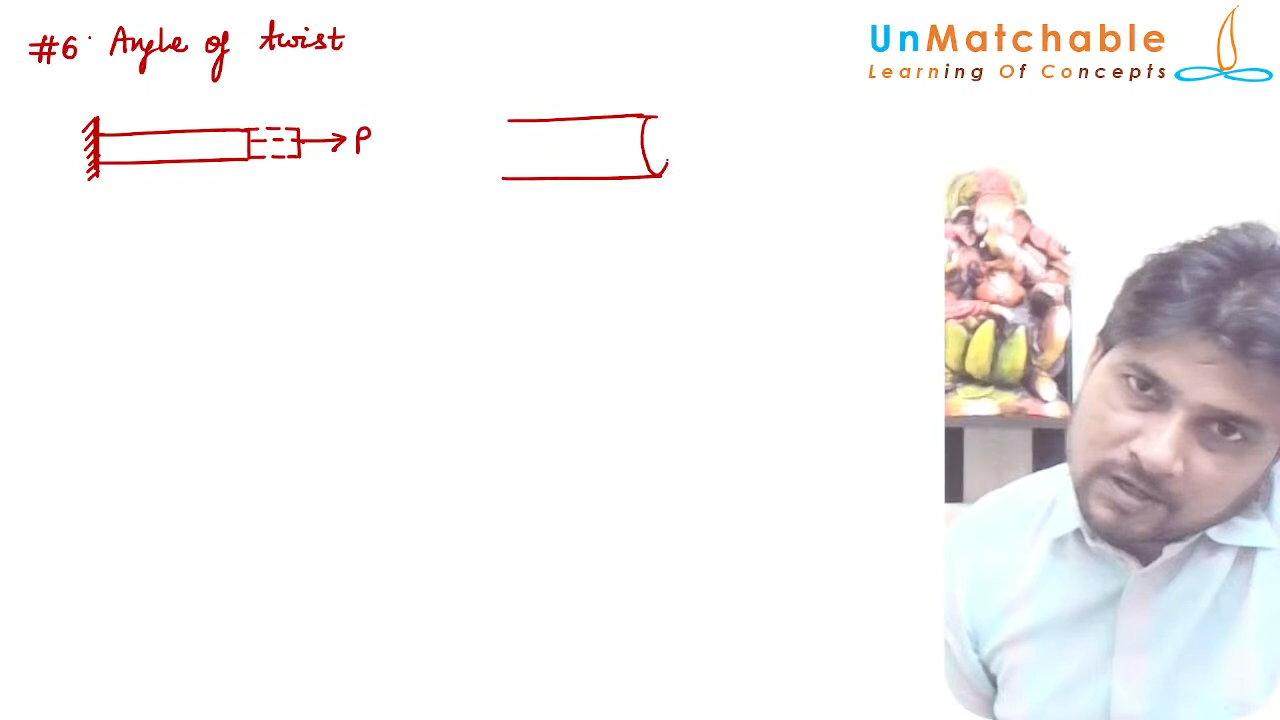 #6. Angle of twist
UnMatchable
Learning Of Concepts
P